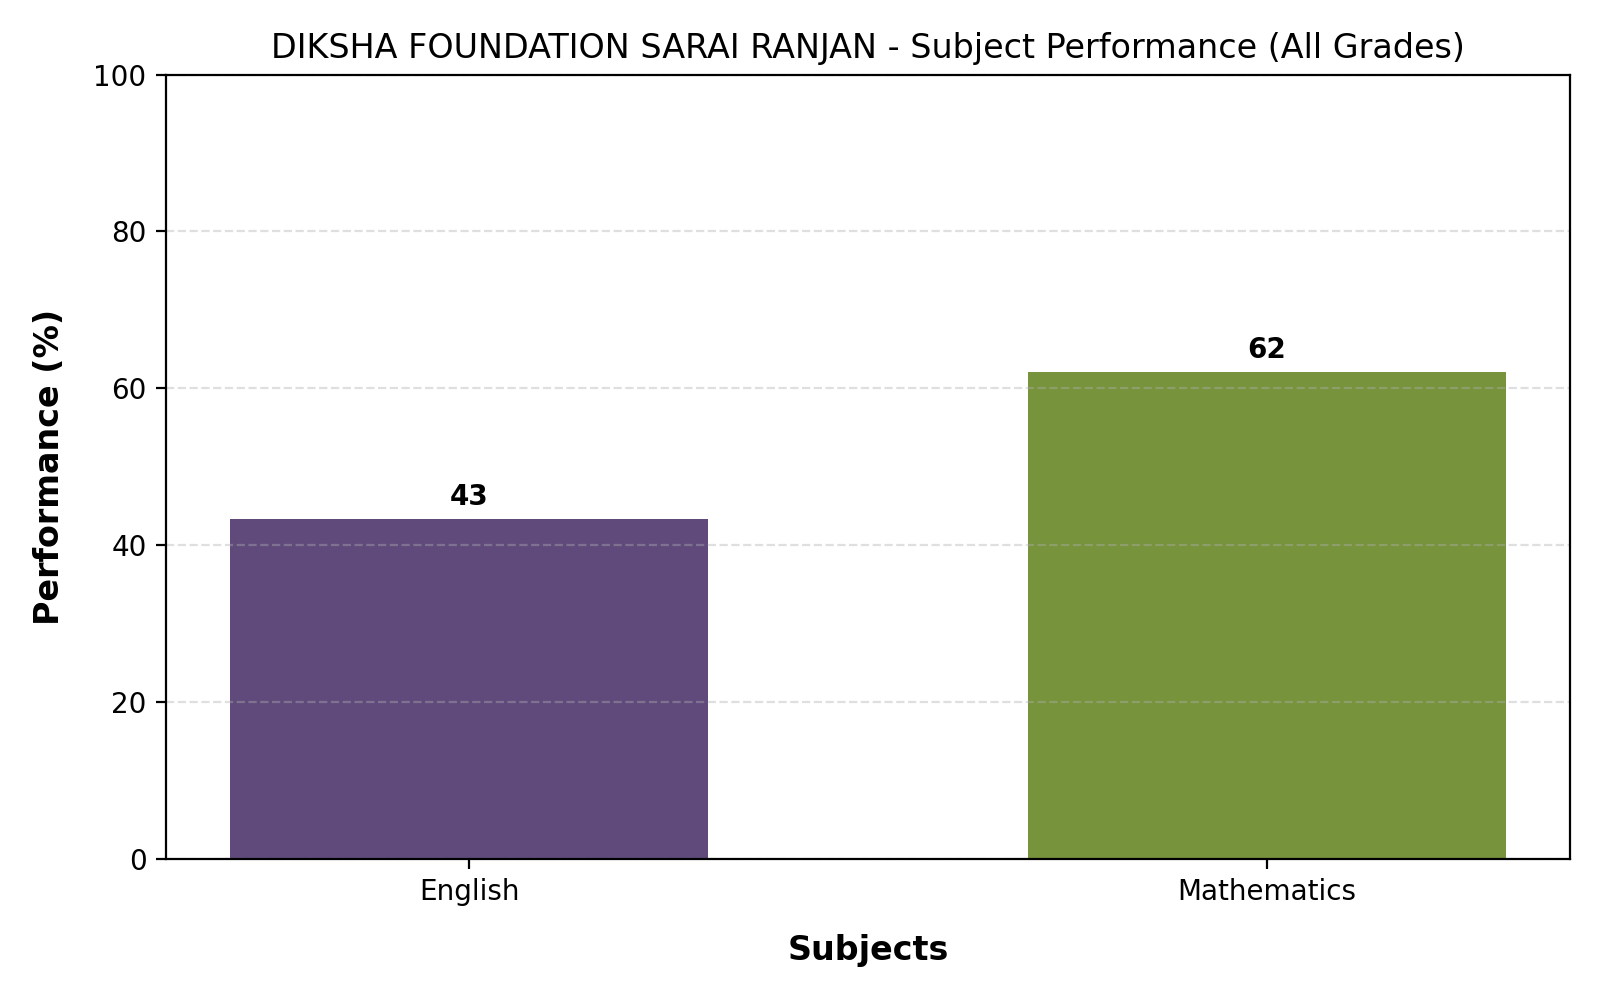 DIKSHA FOUNDATION SARAI RANJAN - Subject Performance (All Grades)
Performance (%)
100
80
60
40
20
0
43
62
English
Mathematics
Subjects